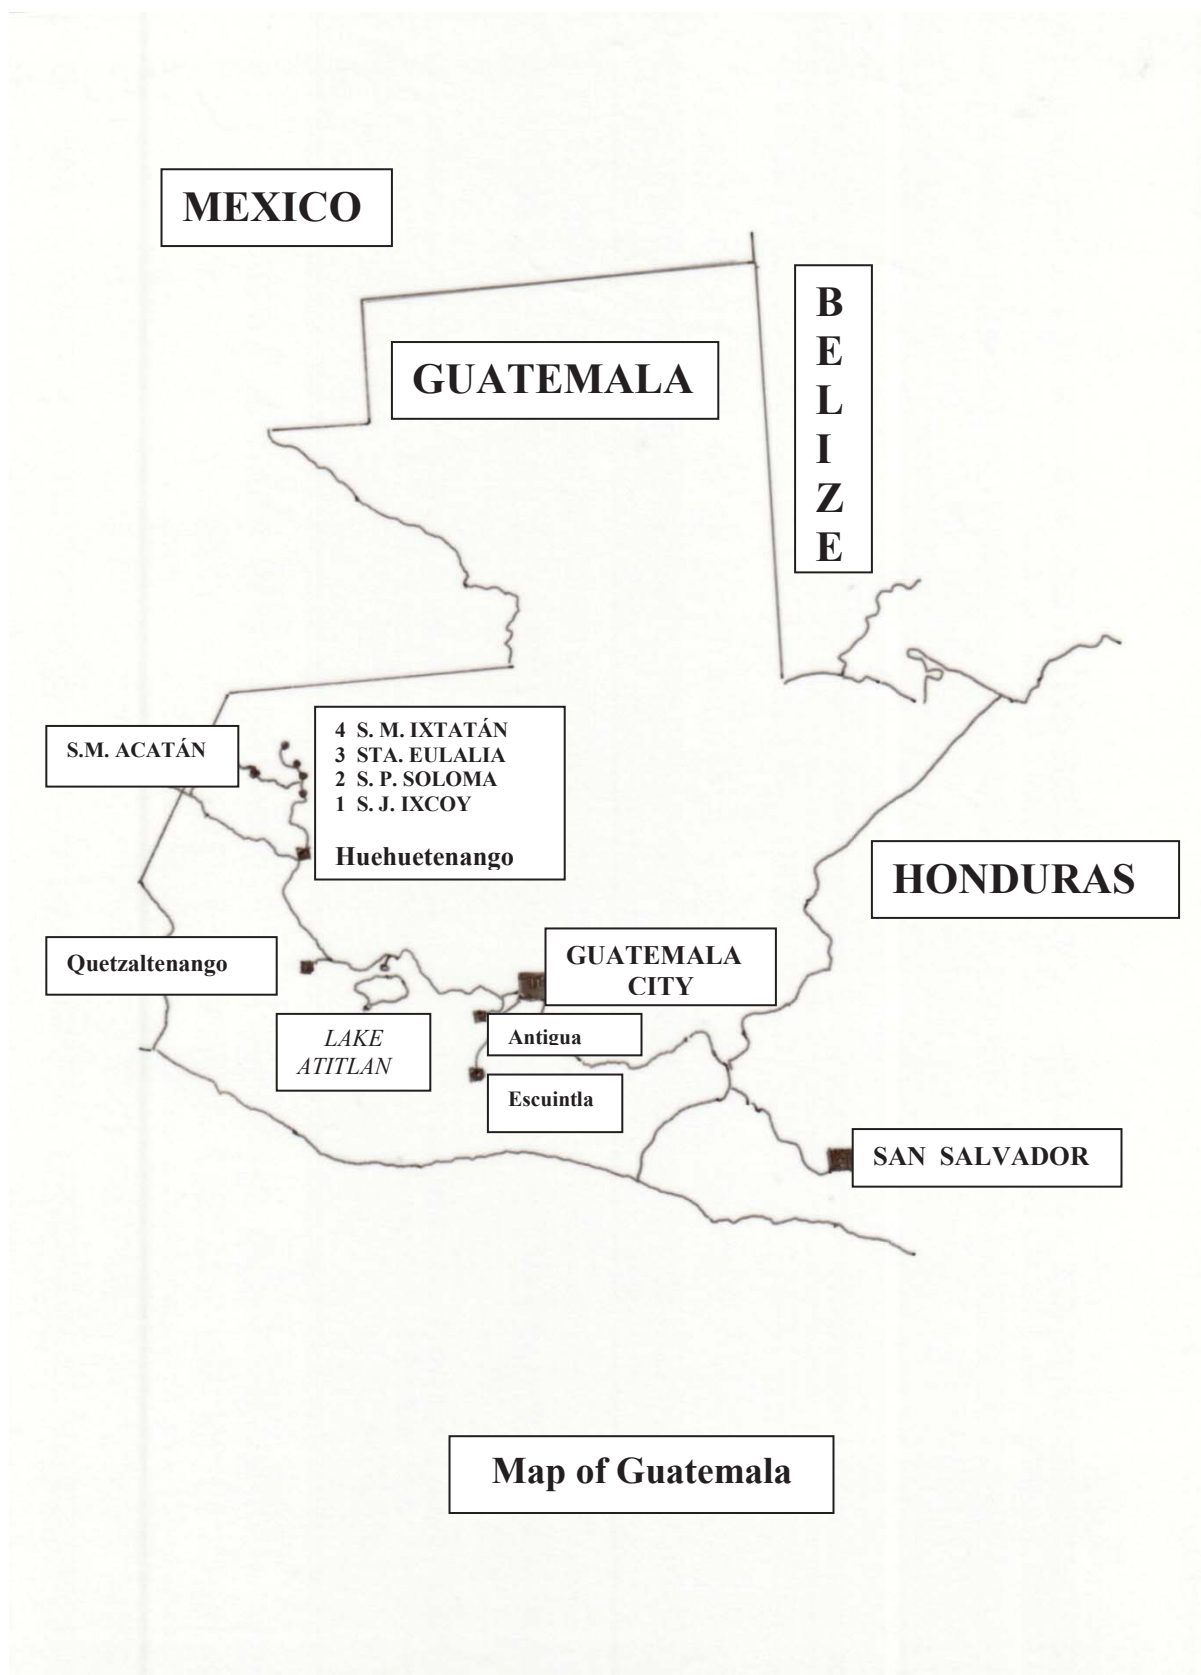 MEXICO
B
E
L
I
Z
E
GUATEMALA
S.M. ACATÁN
4 S. M. IXTATÁN
3 STA. EULALIA
2 S. P. SOLOMA
1 S. J. IXCOY
Huehuetenango
HONDURAS
Quetzaltenango
GUATEMALA
CITY
LAKE
ATITLAN
Antigua
Escuintla
SAN SALVADOR
Map of Guatemala